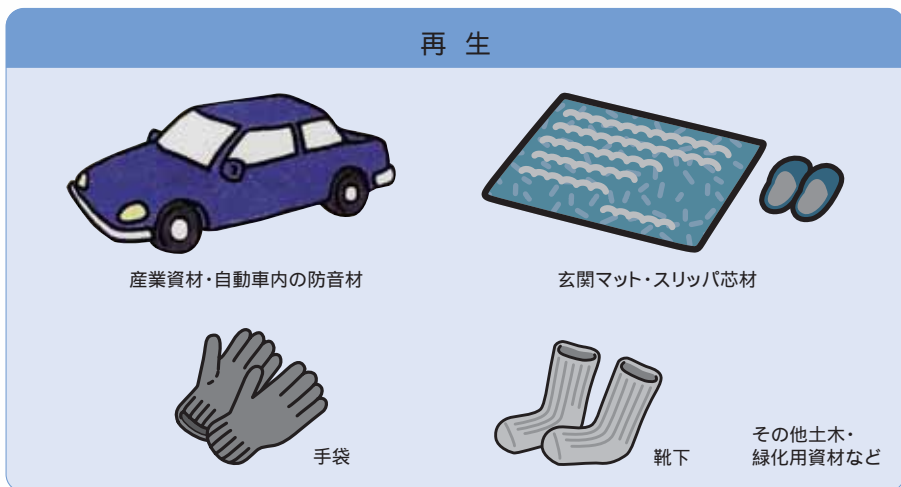 再生
産業資材・自動車内の防音材
玄関マット・スリッパ芯材
手袋
靴下
その他土木・
緑化用資材など